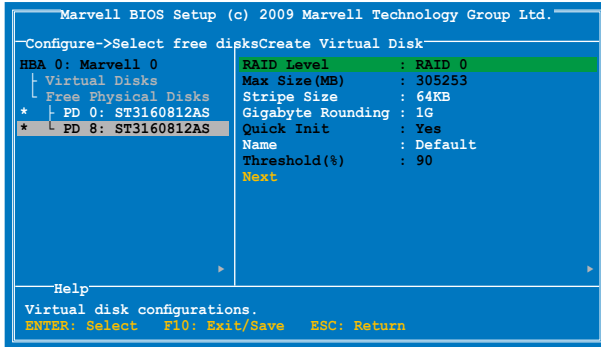 Marvell BIOS Setup (c) 2009 Marvell Technology Group Ltd.
Configure->Select free disksCreate Virtual Disk
HBA 0: Marvell 0
Virtual Disks
Free Physical Disks
* PD 0: ST3160812AS
* PD 8: ST3160812AS
RAID Level : RAID 0
Max Size(MB) : 305253
Stripe Size : 64KB
Gigabyte Rounding : 1G
Quick Init : Yes
Name : Default
Threshold(%) : 90
Next
Help
Virtual disk configurations.
ENTER: Select F10: Exit/Save ESC: Return